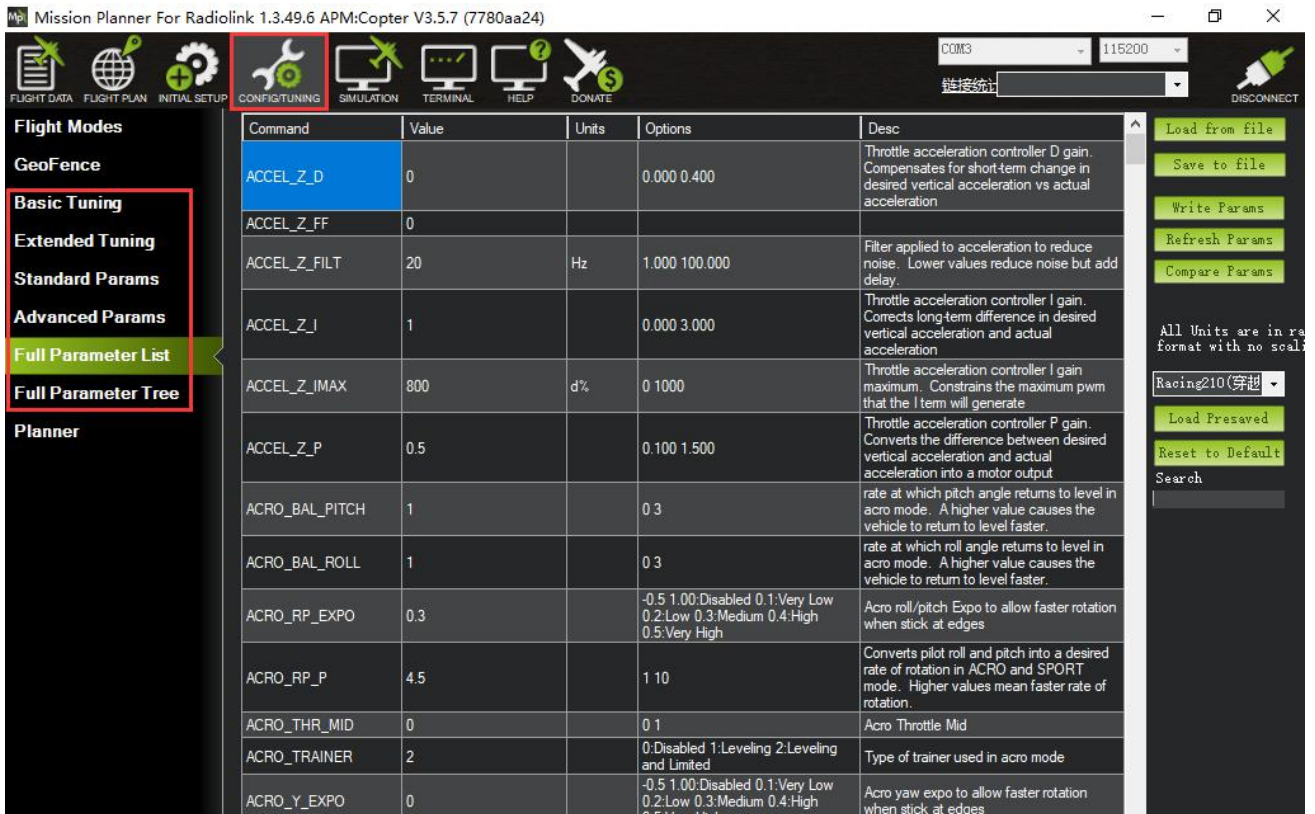 Mission Planner For Radiolink 1.3.49.6 APM:Copter V3.5.7 (7780aa24)
FLIGHT DATA
FLIGHT PLAN
INITIAL SETUP
CONFIG/TUNING
SIMULATION
TERMINAL
HELP
DONATE
COM3
115200
链接统计
DISCONNECT
Flight Modes
GeoFence
Basic Tuning
Extended Tuning
Standard Params
Advanced Params
Full Parameter List
Full Parameter Tree
Planner
Command Value Units Options Desc
ACCEL_Z_D 0 0.000 0.400
Throttle acceleration controller D gain.
Compensates for short-term change in
desired vertical acceleration vs actual
acceleration
ACCEL_Z_FF 0
ACCEL_Z_FILT 20 Hz 1.000 100.000
Filter applied to acceleration to reduce
noise. Lower values reduce noise but add
delay.
ACCEL_Z_I 1 0.000 3.000
Throttle acceleration controller I gain.
Corrects long-term difference in desired
vertical acceleration and actual
acceleration
ACCEL_Z_IMAX 800 d% 0 1000
Throttle acceleration controller I gain
maximum. Constrains the maximum pwm
that the I term will generate
ACCEL_Z_P 0.5 0.100 1.500
Throttle acceleration controller P gain.
Converts the difference between desired
vertical acceleration and actual
acceleration into a motor output
ACRO_BAL_PITCH 1 0 3
rate at which pitch angle returns to level in
acro mode. A higher value causes the
vehicle to return to level faster.
ACRO_BAL_ROLL 1 0 3
rate at which roll angle returns to level in
acro mode. A higher value causes the
vehicle to return to level faster.
ACRO_RP_EXPO 0.3
-0.5 1.00:Disabled 0.1:Very Low
0.2:Low 0.3:Medium 0.4:High
0.5:Very High
Acro roll/pitch Expo to allow faster rotation
when stick at edges
ACRO_RP_P 4.5 1 10
Converts pilot roll and pitch into a desired
rate of rotation in ACRO and SPORT
mode. Higher values mean faster rate of
rotation.
ACRO_THR_MID 0 0 1 Acro Throttle Mid
ACRO_TRAINER 2
0:Disabled 1:Leveling 2:Leveling
and Limited
Type of trainer used in acro mode
ACRO_Y_EXPO 0
-0.5 1.00:Disabled 0.1:Very Low
0.2:Low 0.3:Medium 0.4:High
Acro yaw expo to allow faster rotation
when stick at edges
Load from file
Save to file
Write Params
Refresh Params
Compare Params
All Units are in ra
format with no scali
Racing210(穿越
Load Presaved
Reset to Default
Search